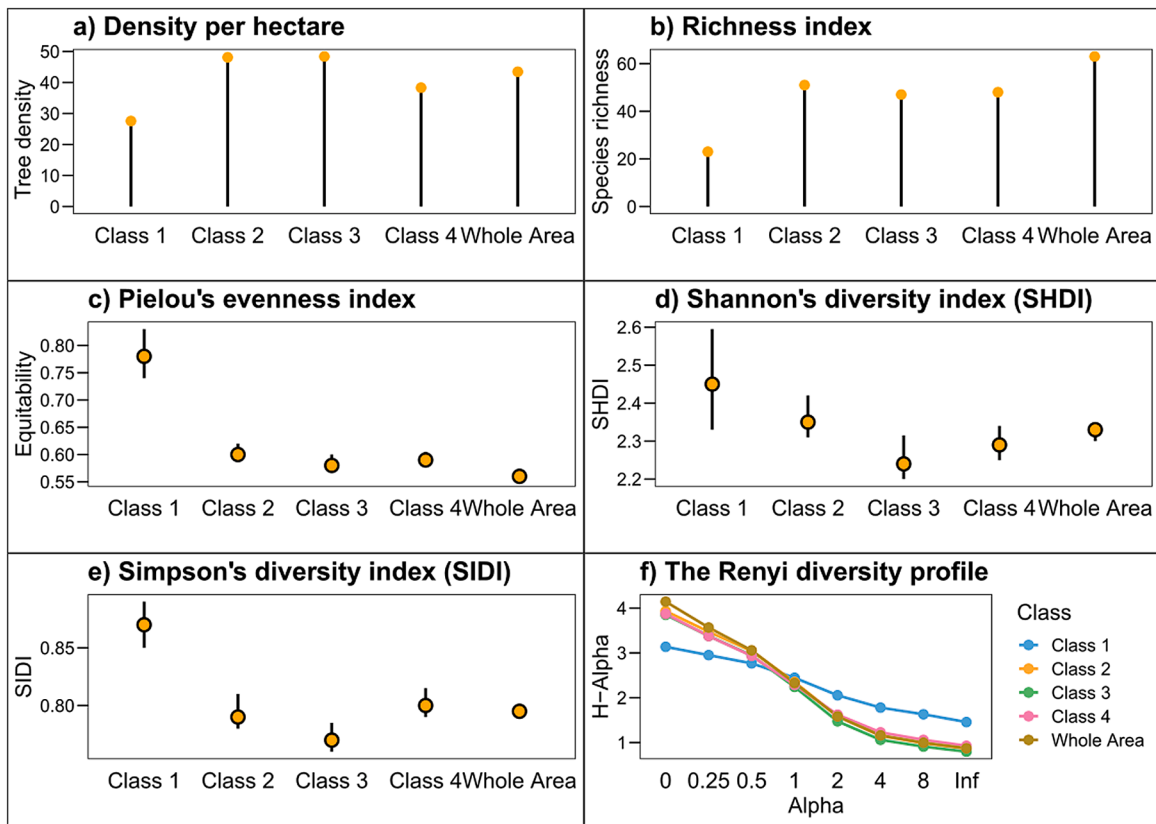 a) Density per hectare
Tree density
50
40
30
20
10
0
Class 1 Class 2 Class 3 Class 4 Whole Area
b) Richness index
Species richness
60
40
20
0
Class 1 Class 2 Class 3 Class 4 Whole Area
c) Pielou's evenness index
Equitability
0.80
0.75
0.70
0.65
0.60
0.55
Class 1 Class 2 Class 3 Class 4 Whole Area
d) Shannon's diversity index (SHDI)
SHDI
2.6
2.5
2.4
2.3
2.2
Class 1 Class 2 Class 3 Class 4 Whole Area
e) Simpson's diversity index (SIDI)
SIDI
0.85
0.80
Class 1 Class 2 Class 3 Class 4 Whole Area
f) The Renyi diversity profile
H−Alpha
4
3
2
1
0 0.25 0.5 1 2 4 8 Inf
Alpha
Class
Class 1
Class 2
Class 3
Class 4
Whole Area